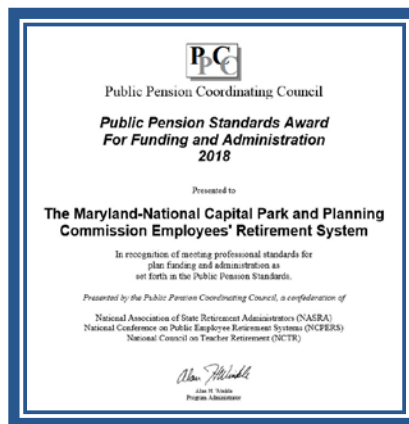 PPCC
Public Pension Coordinating Council
Public Pension Standards Award
For Funding and Administration
2018
Presented to
The Maryland-National Capital Park and Planning
Commission Employees' Retirement System
In recognition of meeting professional standards for
plan funding and administration as
set forth in the Public Pension Standards.
Presented by the Public Pension Coordinating Council, a confederation of
National Association of State Retirement Administrators (NASRA)
National Conference on Public Employee Retirement Systems (NCPERS)
National Council on Teacher Retirement (NCTR)
Alan H. Winkle
Alan H. Winkle
Program Administrator